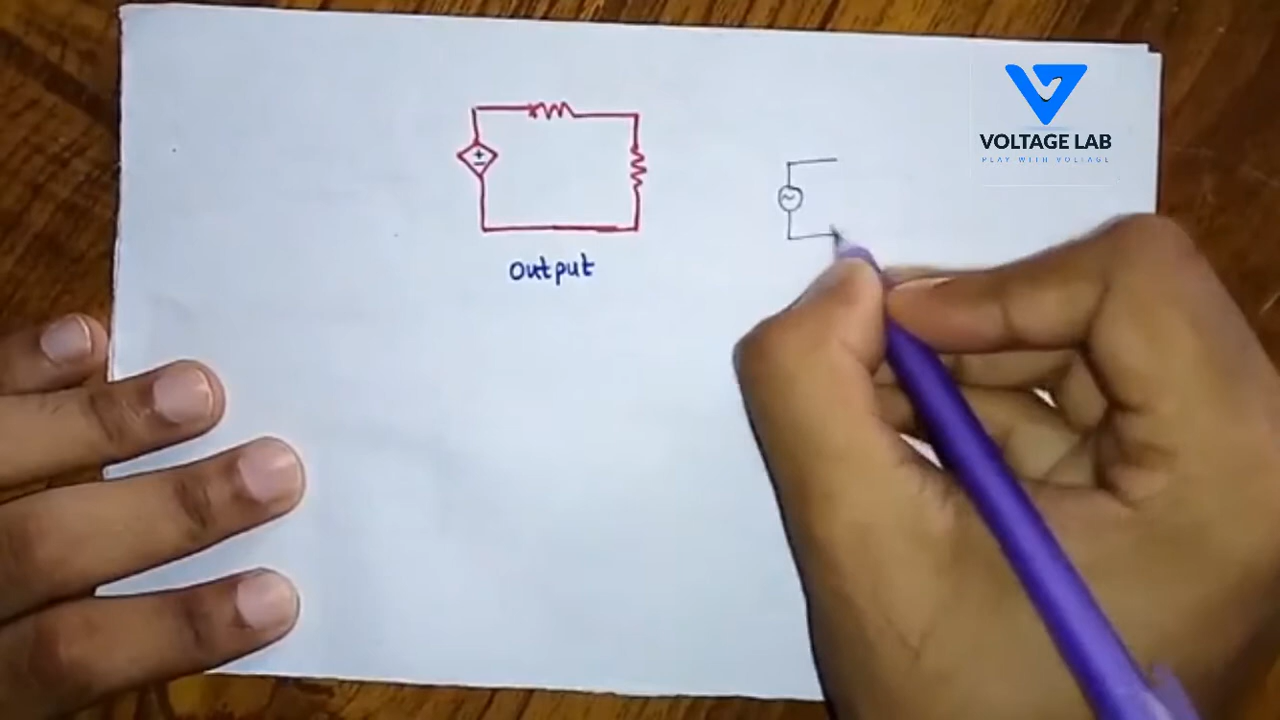 VOLTAGE LAB
PLAY WITH VOLTAGE
+
−
~
output